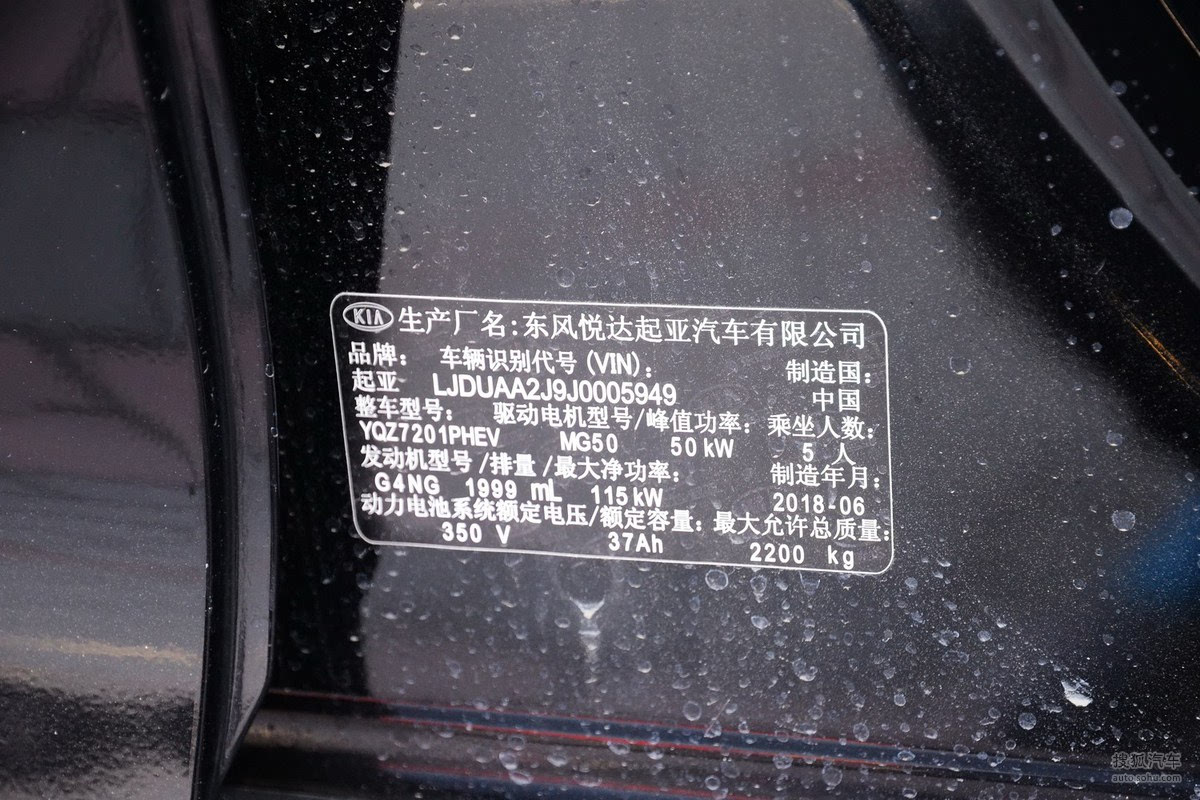 KIA 生产厂名:东风悦达起亚汽车有限公司
品牌: 车辆识别代号(VIN): 制造国:
起亚 LJDUAA2J9J0005949 中国
整车型号: 驱动电机型号/峰值功率: 乘坐人数:
YQZ7201PHEV MG50 50 kW 5 人
发动机型号/排量/最大净功率: 制造年月:
G4NG 1999 mL 115 kW 2018-06
动力电池系统额定电压/额定容量: 最大允许总质量:
350 V 37Ah 2200 kg
搜狐汽车
auto.sohu.com